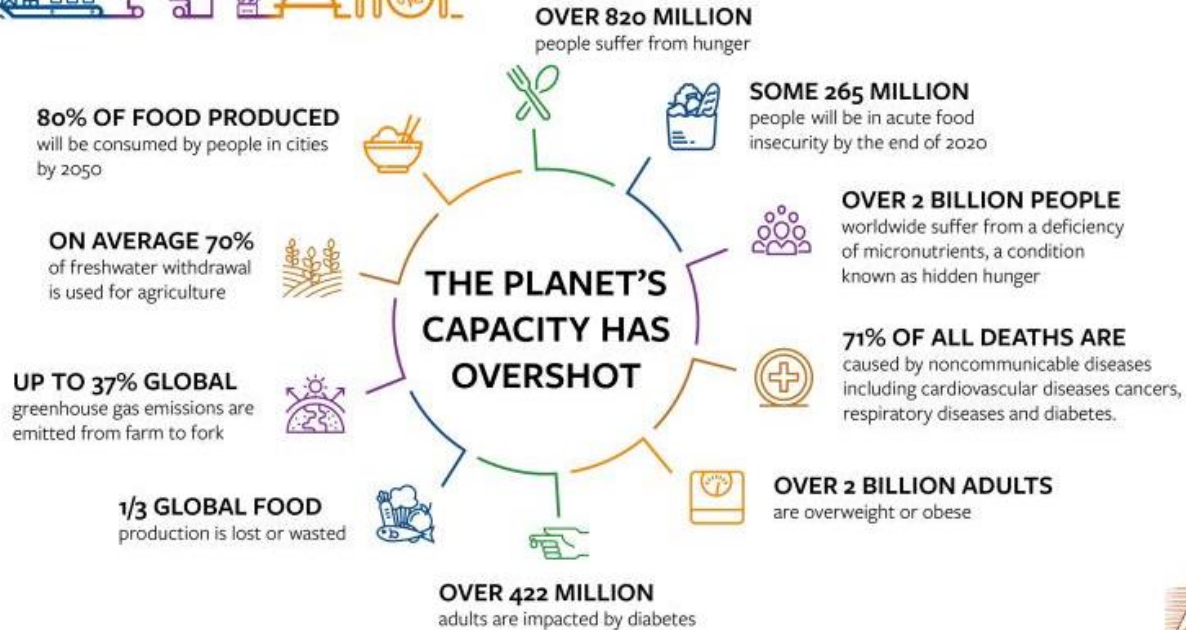 OVER 820 MILLION
people suffer from hunger
SOME 265 MILLION
people will be in acute food
insecurity by the end of 2020
OVER 2 BILLION PEOPLE
worldwide suffer from a deficiency
of micronutrients, a condition
known as hidden hunger
71% OF ALL DEATHS ARE
caused by noncommunicable diseases
including cardiovascular diseases cancers,
respiratory diseases and diabetes.
OVER 2 BILLION ADULTS
are overweight or obese
OVER 422 MILLION
adults are impacted by diabetes
1/3 GLOBAL FOOD
production is lost or wasted
UP TO 37% GLOBAL
greenhouse gas emissions are
emitted from farm to fork
ON AVERAGE 70%
of freshwater withdrawal
is used for agriculture
80% OF FOOD PRODUCED
will be consumed by people in cities
by 2050
THE PLANET'S
CAPACITY HAS
OVERSHOT